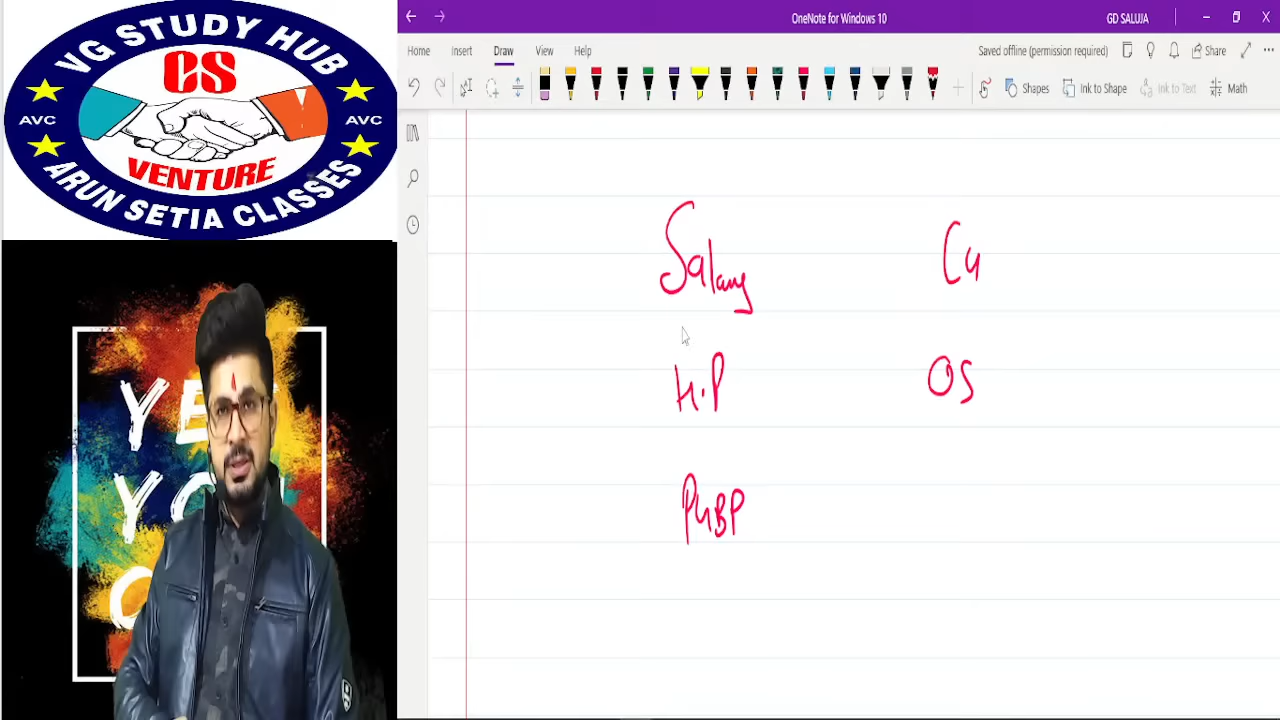 VG STUDY HUB
CS
AVC
AVC
VENTURE
ARUN SETIA CLASSES
YE
YO
OneNote for Windows 10
GD SALUJA
Home
Insert
Draw
View
Help
Saved offline (permission required)
Share
Shapes
Ink to Shape
Ink to Text
Math
Salary
CG
H.P
OS
PGBP